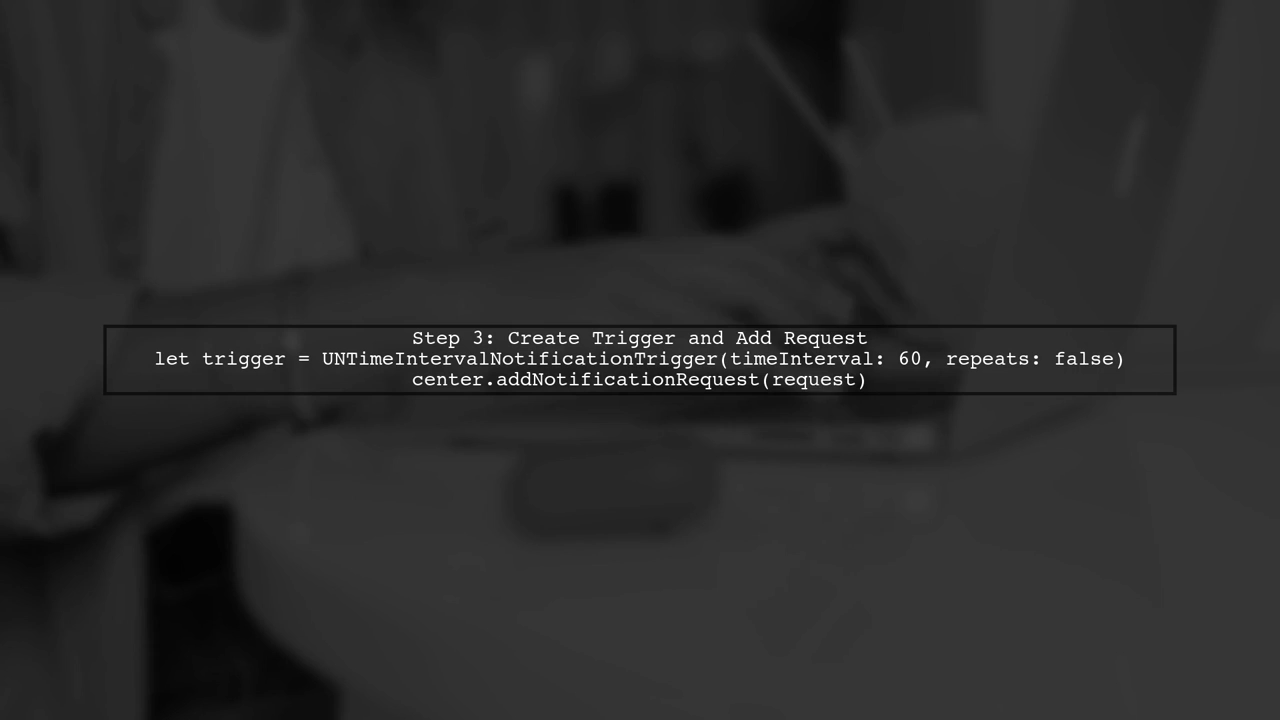 Step 3: Create Trigger and Add Request
let trigger = UNTimeIntervalNotificationTrigger(timeInterval: 60, repeats: false)
center.addNotificationRequest(request)